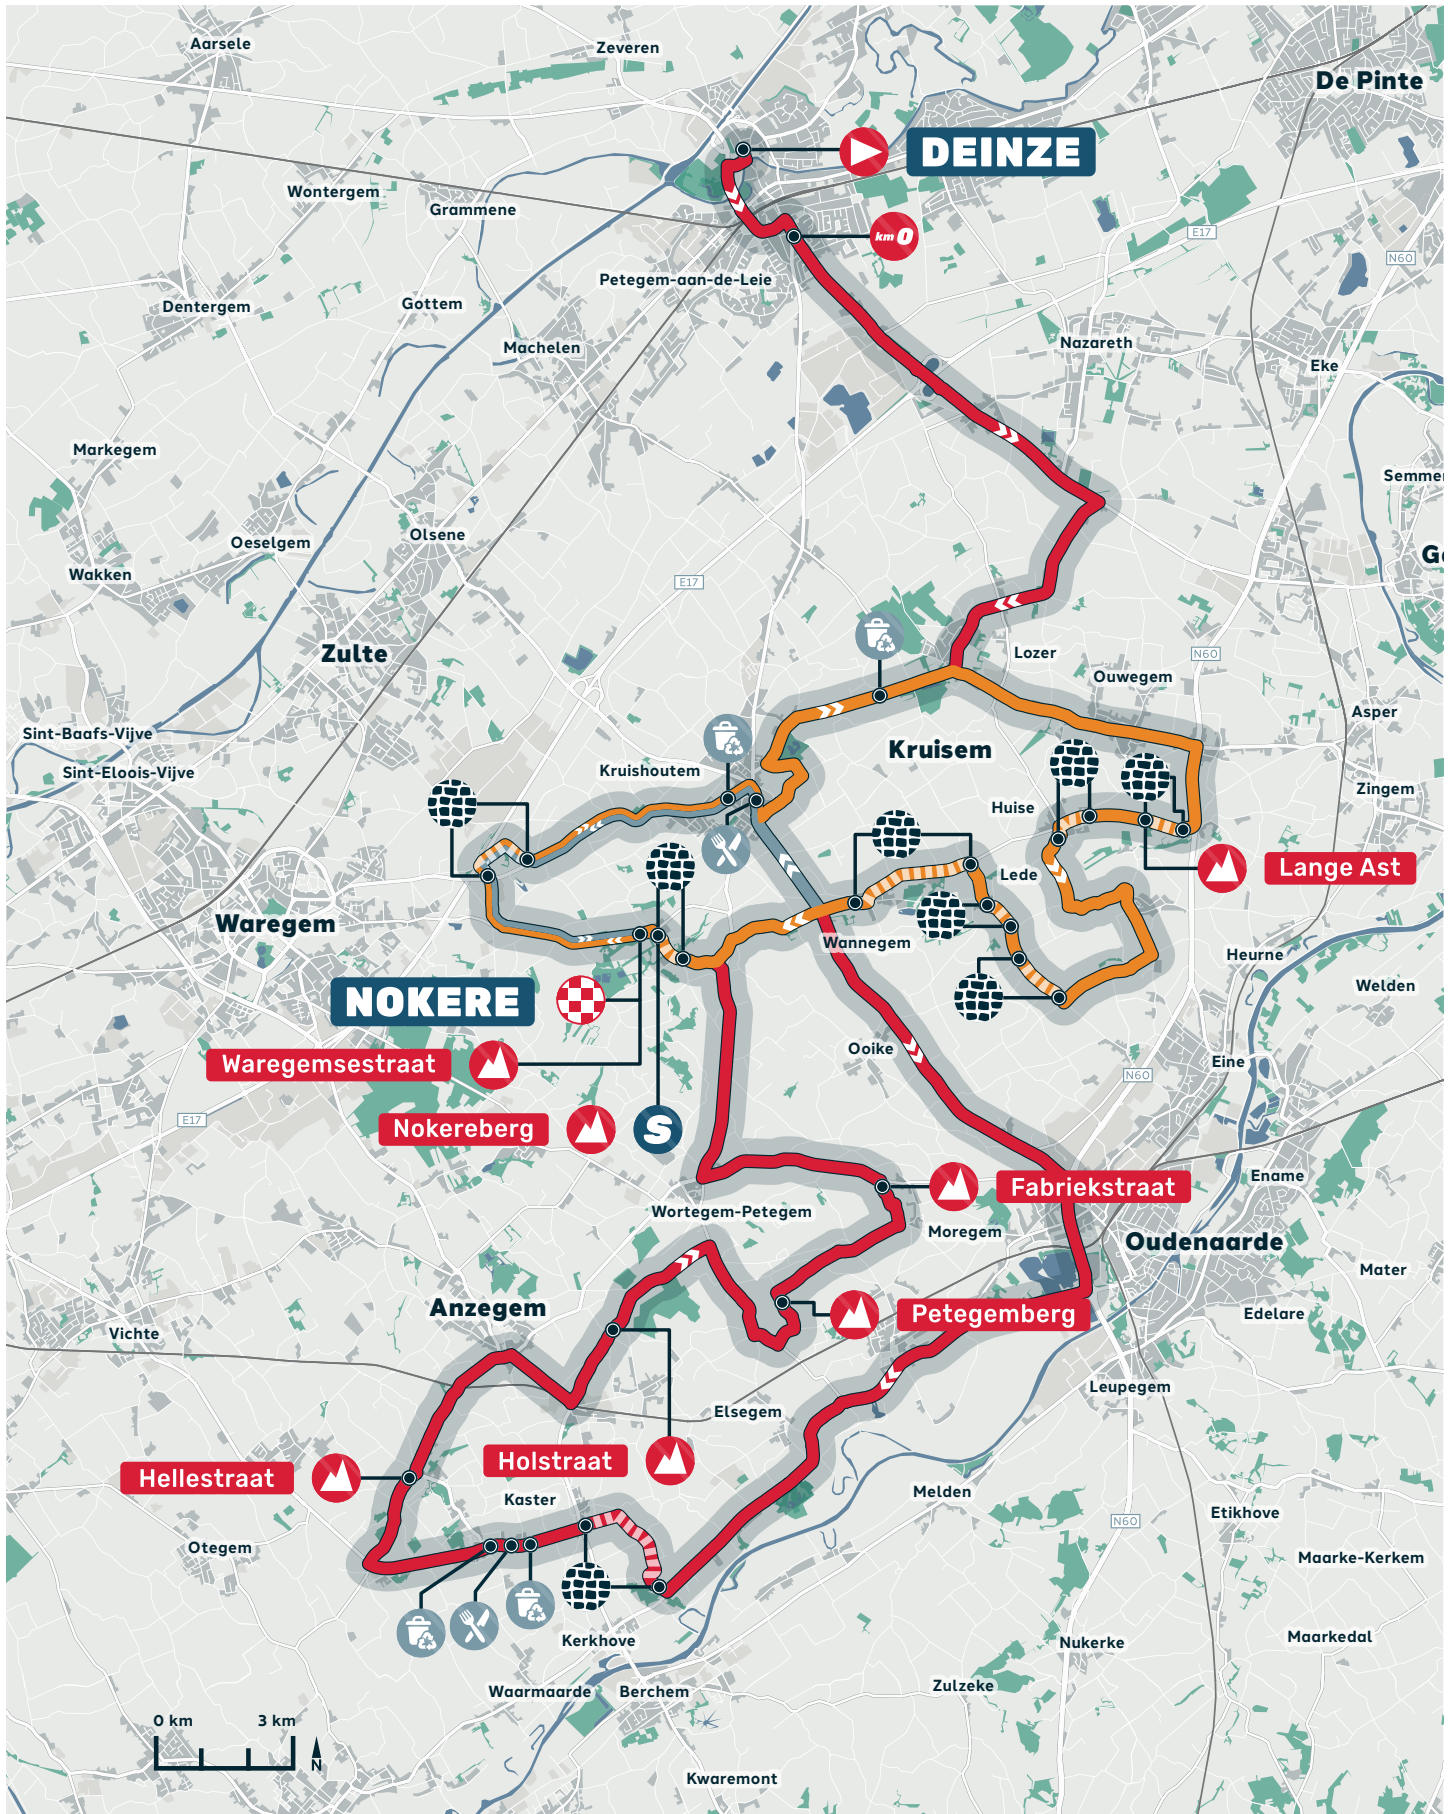 Aarsele
Zeveren
De Pinte
DEINZE
Wontergem
Grammene
E17
km 0
N60
Petegem-aan-de-Leie
Dentergem
Gottem
Machelen
Nazareth
Eke
Markegem
Semme
Olsene
Oeselgem
Ga
Wakken
E17
Zulte
Lozer
N60
Ouwegem
Asper
Sint-Baafs-Vijve
Kruisem
Sint-Eloois-Vijve
Kruishoutem
Zingem
Huise
Lange Ast
Lede
Waregem
Wannegem
Heurne
Welden
NOKERE
Ooike
Eine
Waregemsestraat
N60
E17
Nokereberg
S
Ename
Fabriekstraat
Wortegem-Petegem
Moregem
Oudenaarde
Mater
Anzegem
Petegemberg
Edelare
Vichte
Leupegem
Elsegem
Holstraat
Hellestraat
Melden
Kaster
Etikhove
N60
Otegem
Maarke-Kerkem
Kerkhove
Nukerke
Maarkedal
Waarmaarde
Berchem
Zulzeke
0 km
3 km
N
Kwaremont